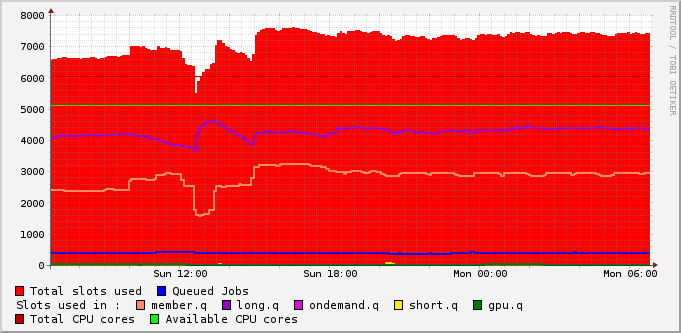 RRDTOOL / TOBI OETIKER
8000
7000
6000
5000
4000
3000
2000
1000
0
Sun 12:00 Sun 18:00 Mon 00:00 Mon 06:00
Total slots used Queued Jobs
Slots used in : member.q long.q ondemand.q short.q gpu.q
Total CPU cores Available CPU cores